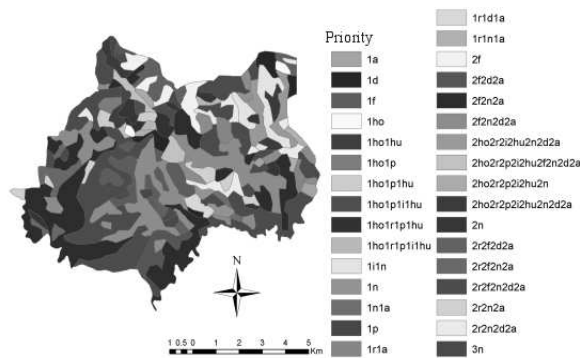 Priority
1a
1d
1f
1ho
1ho1hu
1ho1p
1ho1p1hu
1ho1p1i1hu
1ho1r1p1hu
1ho1r1p1i1hu
1i1n
1n
1n1a
1p
1r1a
1r1d1a
1r1n1a
2f
2f2d2a
2f2n2a
2f2n2d2a
2ho2r2i2hu2n2d2a
2ho2r2p2i2hu2f2n2d2a
2ho2r2p2i2hu2n
2ho2r2p2i2hu2n2d2a
2n
2r2f2d2a
2r2f2n2a
2r2f2n2d2a
2r2n2a
2r2n2d2a
3n
N
1 0.5 0 1 2 3 4 5
Km